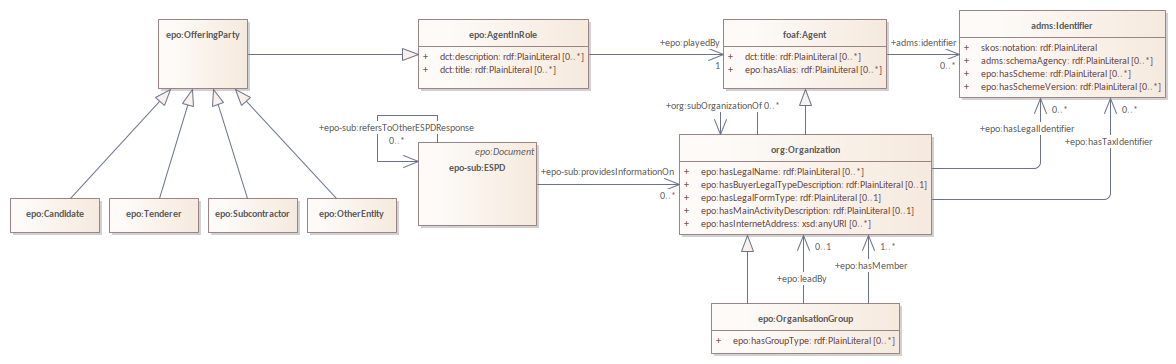 epo:OfferingParty
epo:AgentInRole
+ dct:description: rdf:PlainLiteral [0..*]
+ dct:title: rdf:PlainLiteral [0..*]
+epo:playedBy
1
foaf:Agent
+ dct:title: rdf:PlainLiteral [0..*]
+ epo:hasAlias: rdf:PlainLiteral [0..*]
+adms:identifier
0..*
adms:Identifier
+ skos:notation: rdf:PlainLiteral
+ adms:schemaAgency: rdf:PlainLiteral [0..*]
+ epo:hasScheme: rdf:PlainLiteral [0..*]
+ epo:hasSchemeVersion: rdf:PlainLiteral [0..*]
+org:subOrganizationOf 0..*
0..*
+epo:hasLegalIdentifier
0..*
+epo:hasTaxIdentifier
+epo-sub:refersToOtherESPDResponse
0..*
epo:Document
epo-sub:ESPD
+epo-sub:providesInformationOn
0..*
org:Organization
+ epo:hasLegalName: rdf:PlainLiteral [0..*]
+ epo:hasBuyerLegalTypeDescription: rdf:PlainLiteral [0..1]
+ epo:hasLegalFormType: rdf:PlainLiteral [0..1]
+ epo:hasMainActivityDescription: rdf:PlainLiteral [0..1]
+ epo:hasInternetAddress: xsd:anyURI [0..*]
epo:Candidate
epo:Tenderer
epo:Subcontractor
epo:OtherEntity
0..1
1..*
+epo:hasMember
+epo:leadBy
epo:OrganisationGroup
+ epo:hasGroupType: rdf:PlainLiteral [0..*]